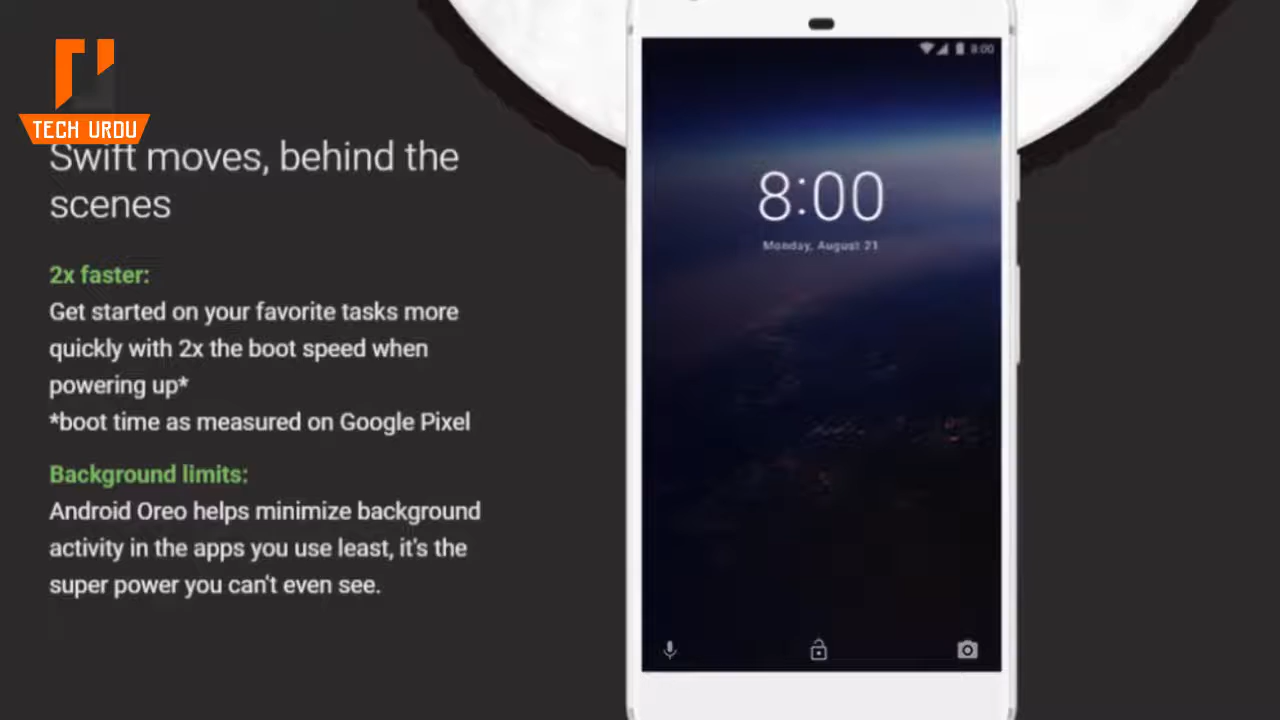 TECH URDU
Swift moves, behind the
scenes
2x faster:
Get started on your favorite tasks more
quickly with 2x the boot speed when
powering up*
*boot time as measured on Google Pixel
Background limits:
Android Oreo helps minimize background
activity in the apps you use least, it's the
super power you can't even see.
8:00
8:00
Monday, August 21